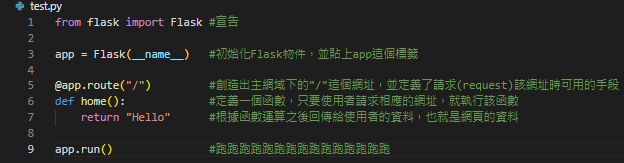 test.py
1 from flask import Flask #宣告
2
3 app = Flask(__name__) #初始化Flask物件，並貼上app這個標籤
4
5 @app.route("/") #創造出主網域下的"/"這個網址，並定義了請求(request)該網址時可用的手段
6 def home(): #定義一個函數，只要使用者請求相應的網址，就執行該函數
7 return "Hello" #根據函數運算之後回傳給使用者的資料，也就是網頁的資料
8
9 app.run() #跑跑跑跑跑跑跑跑跑跑跑跑跑跑跑